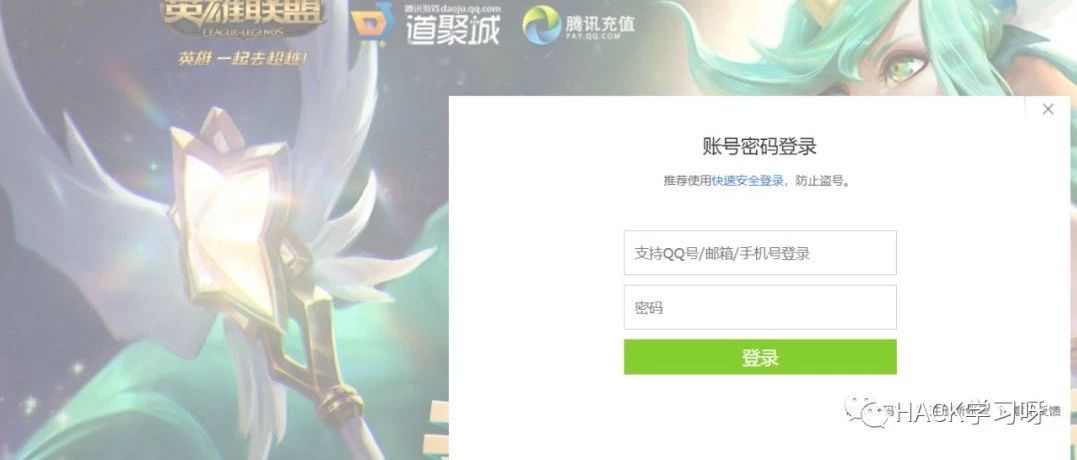 英雄联盟
LEAGUE OF LEGENDS
英雄 一起去超越!
腾讯游戏 daoju.qq.com
道聚城
腾讯充值
PAY.QQ.COM
账号密码登录
推荐使用快速安全登录，防止盗号。
支持QQ号/邮箱/手机号登录
密码
登录
HACK学习呀
反馈